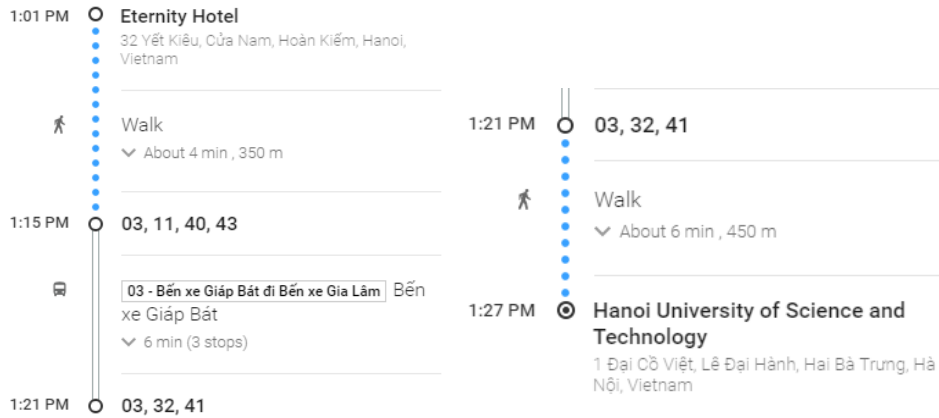 1:01 PM Eternity Hotel
32 Yết Kiêu, Cửa Nam, Hoàn Kiếm, Hanoi,
Vietnam
Walk
About 4 min , 350 m
1:15 PM 03, 11, 40, 43
03 - Bến xe Giáp Bát đi Bến xe Gia Lâm Bến
xe Giáp Bát
6 min (3 stops)
1:21 PM 03, 32, 41
1:21 PM 03, 32, 41
Walk
About 6 min , 450 m
1:27 PM Hanoi University of Science and
Technology
1 Đại Cồ Việt, Lê Đại Hành, Hai Bà Trưng, Hà
Nội, Vietnam